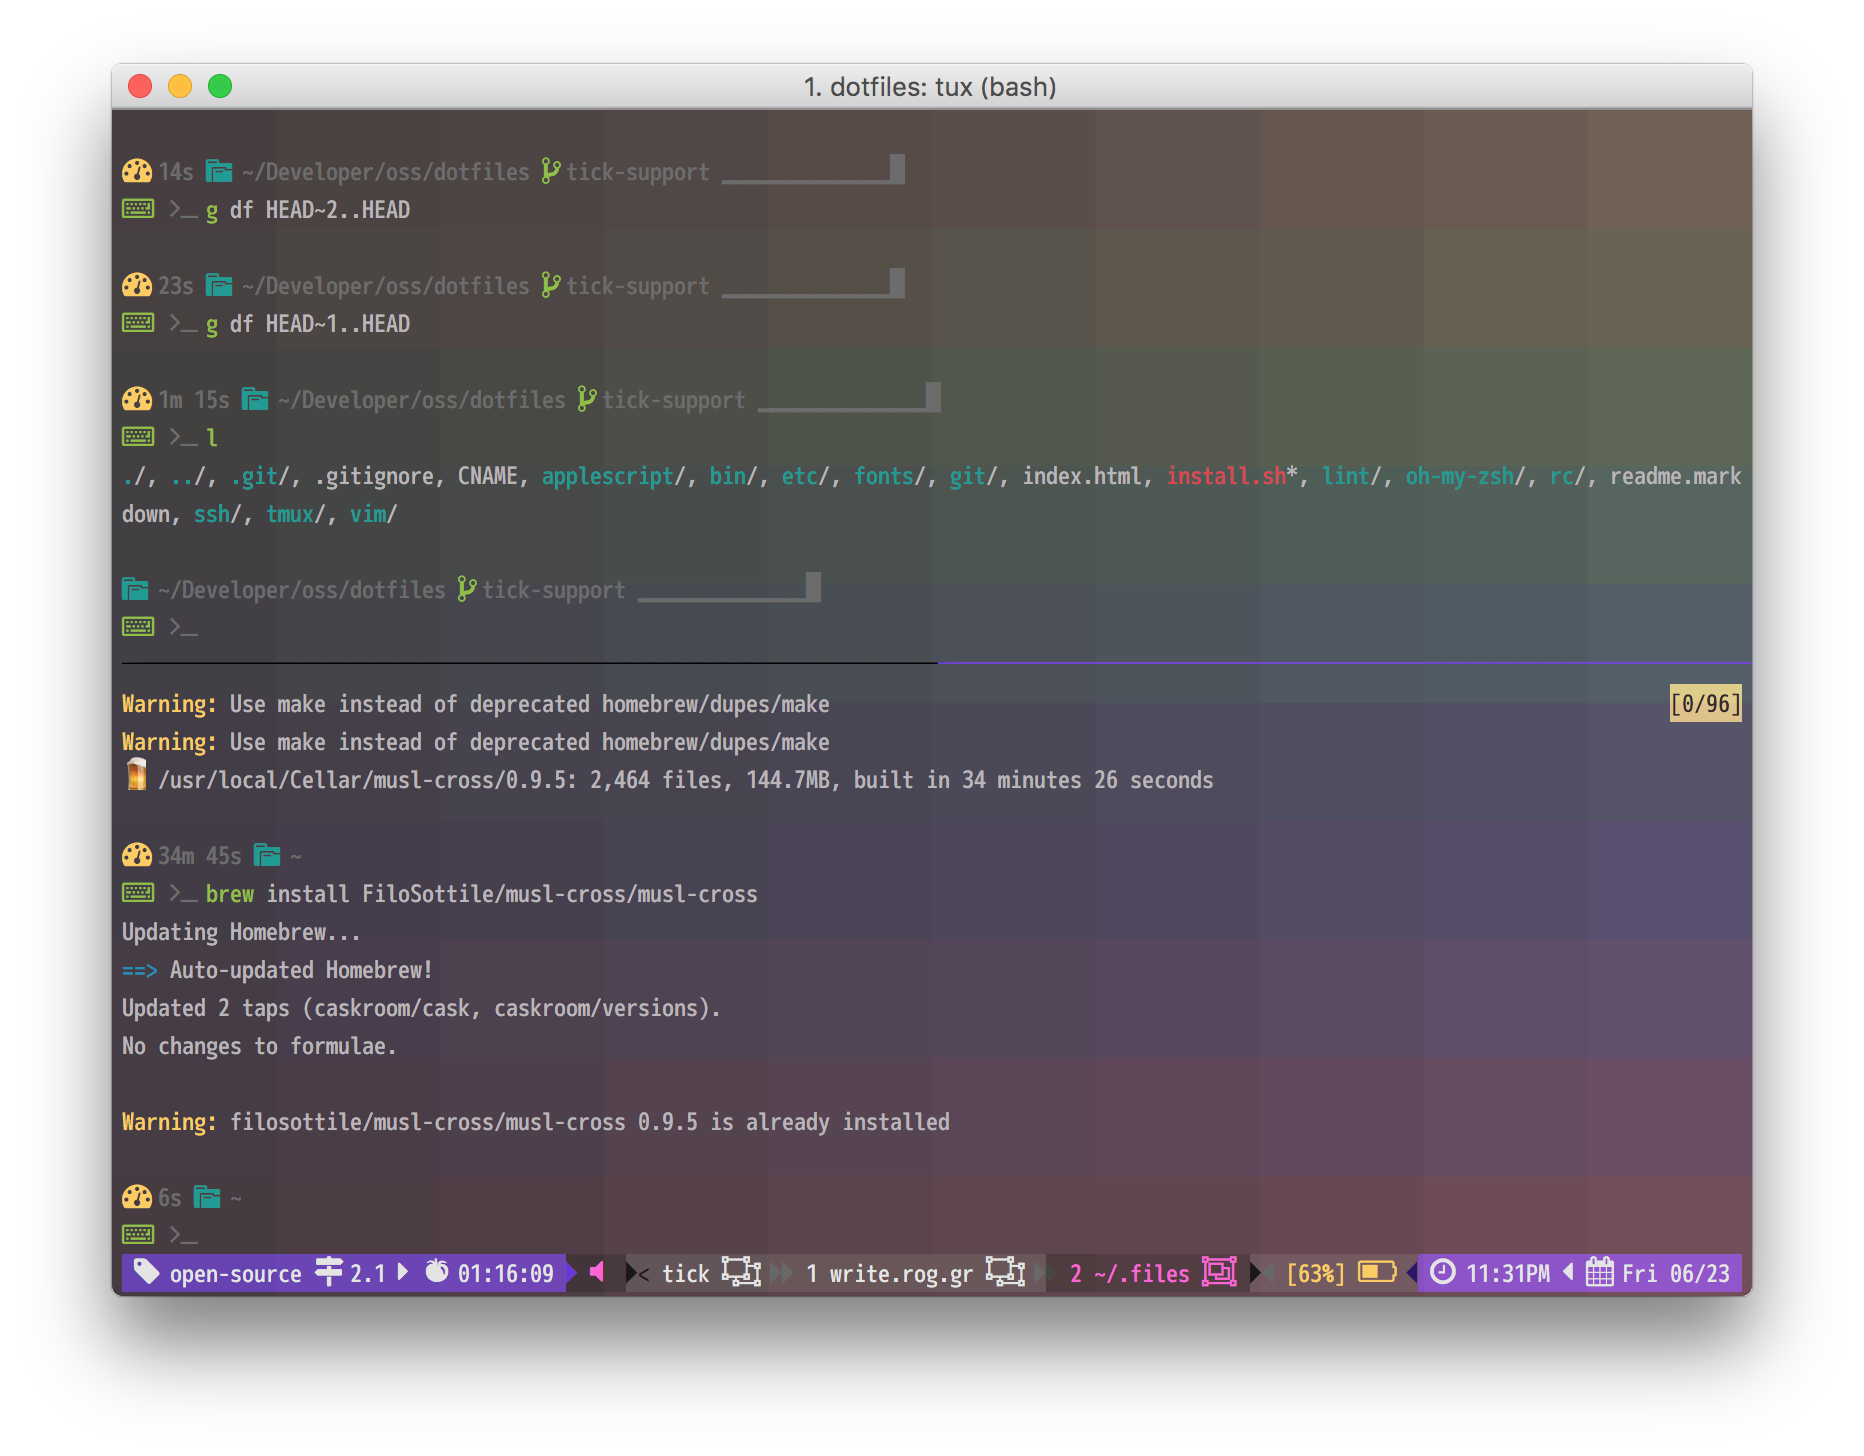 1. dotfiles: tux (bash)
14s ~/Developer/oss/dotfiles tick-support
>_ g df HEAD~2..HEAD
23s ~/Developer/oss/dotfiles tick-support
>_ g df HEAD~1..HEAD
1m 15s ~/Developer/oss/dotfiles tick-support
>_ l
./, ../, .git/, .gitignore, CNAME, applescript/, bin/, etc/, fonts/, git/, index.html, install.sh*, lint/, oh-my-zsh/, rc/, readme.mark
down, ssh/, tmux/, vim/
~/Developer/oss/dotfiles tick-support
>_
Warning: Use make instead of deprecated homebrew/dupes/make [0/96]
Warning: Use make instead of deprecated homebrew/dupes/make
/usr/local/Cellar/musl-cross/0.9.5: 2,464 files, 144.7MB, built in 34 minutes 26 seconds
34m 45s ~
>_ brew install FiloSottile/musl-cross/musl-cross
Updating Homebrew...
==> Auto-updated Homebrew!
Updated 2 taps (caskroom/cask, caskroom/versions).
No changes to formulae.
Warning: filosottile/musl-cross/musl-cross 0.9.5 is already installed
6s ~
>_
open-source 2.1 01:16:09 < tick 1 write.rog.gr 2 ~/.files [63%] 11:31PM Fri 06/23